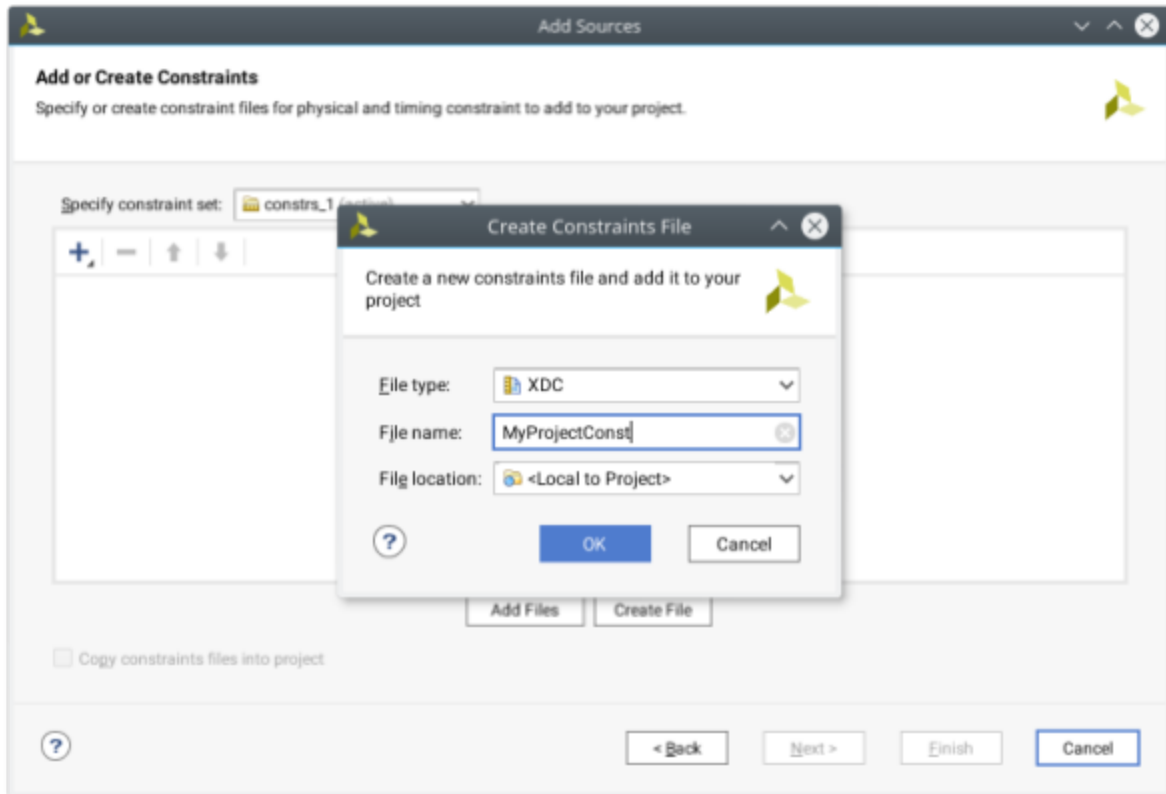 Add Sources
Add or Create Constraints
Specify or create constraint files for physical and timing constraint to add to your project.
Specify constraint set: constrs_1 (active)
Create Constraints File
Create a new constraints file and add it to your
project
File type: XDC
File name: MyProjectConst
File location: <Local to Project>
? OK Cancel
Add Files Create File
Copy constraints files into project
? < Back Next > Finish Cancel